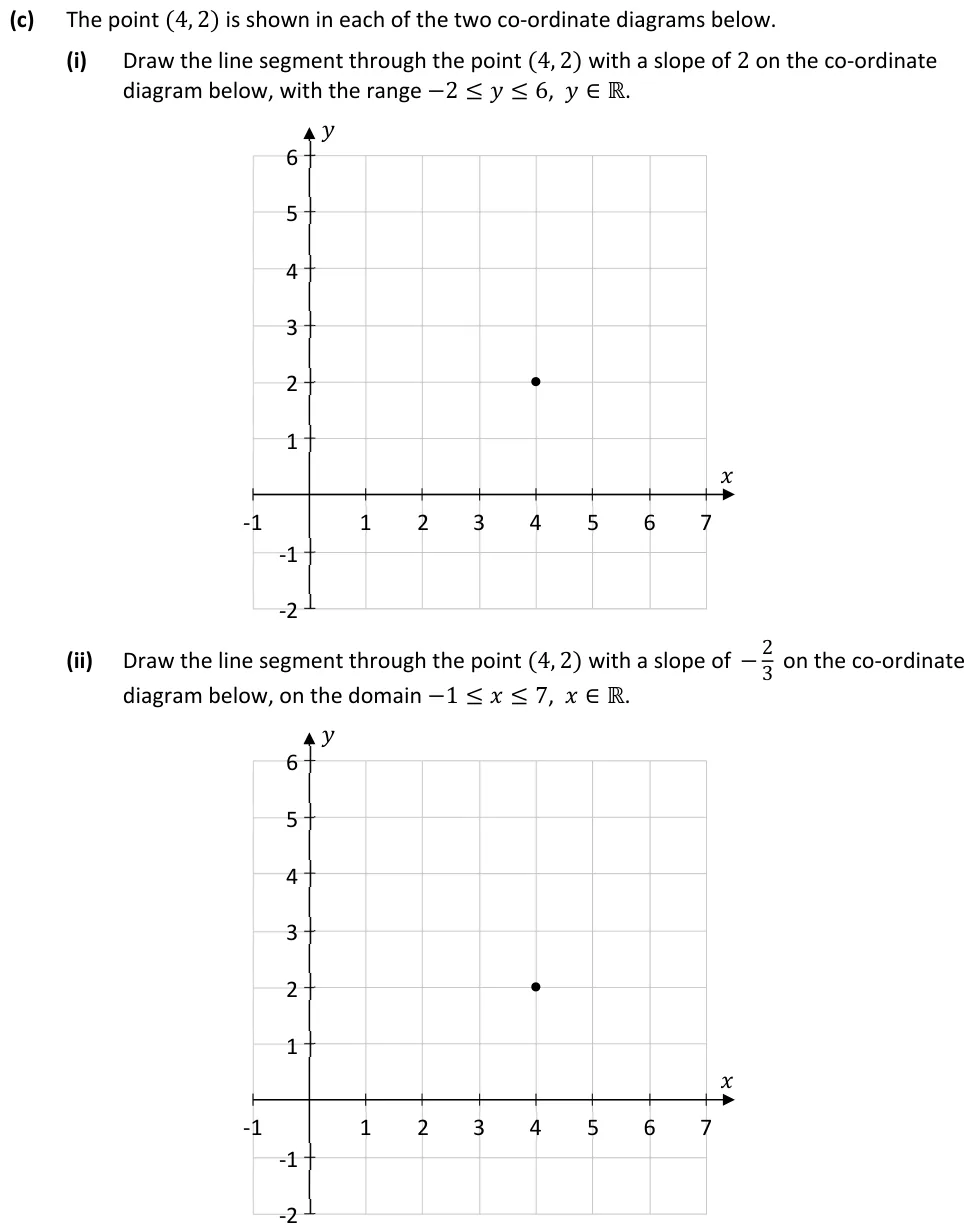 (c) The point (4, 2) is shown in each of the two co-ordinate diagrams below.
(i) Draw the line segment through the point (4, 2) with a slope of 2 on the co-ordinate
diagram below, with the range −2 ≤ y ≤ 6, y ∈ ℝ.
y
6
5
4
3
2
1
x
-1 1 2 3 4 5 6 7
-1
-2
(ii) Draw the line segment through the point (4, 2) with a slope of −2/3 on the co-ordinate
diagram below, on the domain −1 ≤ x ≤ 7, x ∈ ℝ.
y
6
5
4
3
2
1
x
-1 1 2 3 4 5 6 7
-1
-2